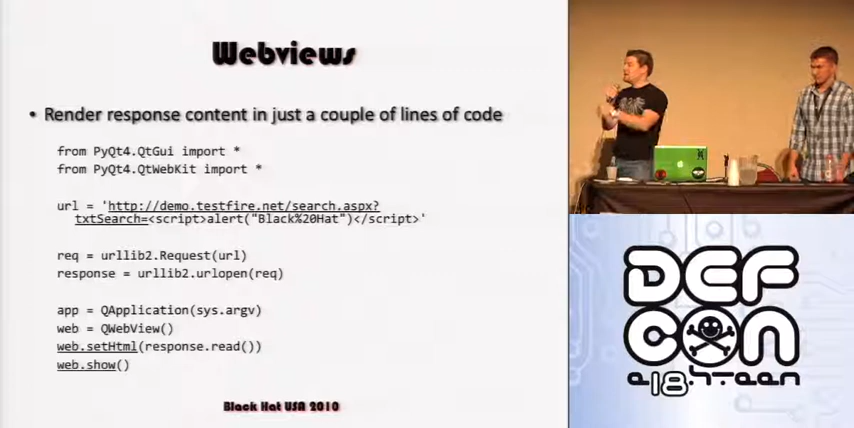 Webviews
• Render response content in just a couple of lines of code
from PyQt4.QtGui import *
from PyQt4.QtWebKit import *
url = 'http://demo.testfire.net/search.aspx?
txtSearch=<script>alert("Black%20Hat")</script>'
req = urllib2.Request(url)
response = urllib2.urlopen(req)
app = QApplication(sys.argv)
web = QWebView()
web.setHtml(response.read())
web.show()
Black Hat USA 2010
DEF
CON
e18h-teen